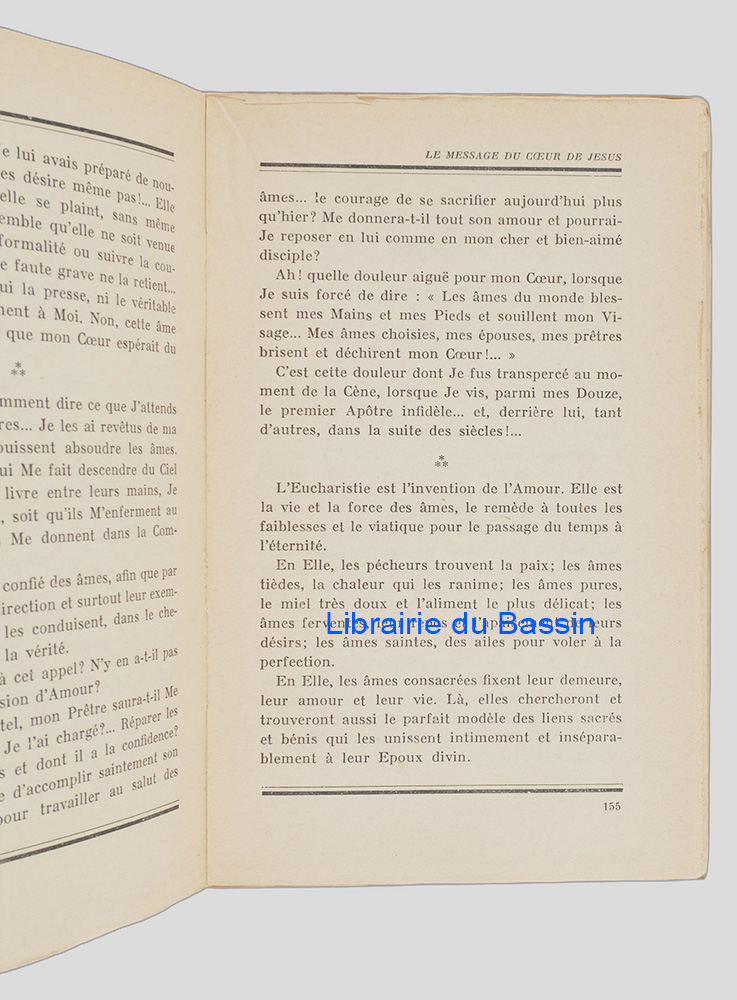 e lui avais préparé de nou-
es désire même pas!... Elle
elle se plaint, sans même
emble qu'elle ne soit venue
formalité ou suivre la cou-
e faute grave ne la retient...
ui la presse, ni le véritable
ment à Moi. Non, cette âme
que mon Cœur espérait du
***
mment dire ce que J'attends
res... Je les ai revêtus de ma
puissent absoudre les âmes.
ui Me fait descendre du Ciel
livre entre leurs mains, Je
, soit qu'ils M'enferment au
Me donnent dans la Com-
confié des âmes, afin que par
irection et surtout leur exem-
les conduisent, dans le che-
la vérité.
à cet appel? N'y en a-t-il pas
sion d'Amour?
tel, mon Prêtre saura-t-il Me
Je l'ai chargé?... Réparer les
s et dont il a la confidence?
e d'accomplir saintement son
pour travailler au salut des
LE MESSAGE DU CŒUR DE JESUS
âmes... le courage de se sacrifier aujourd'hui plus
qu'hier? Me donnera-t-il tout son amour et pourrai-
Je reposer en lui comme en mon cher et bien-aimé
disciple?
Ah! quelle douleur aiguë pour mon Cœur, lorsque
Je suis forcé de dire : « Les âmes du monde bles-
sent mes Mains et mes Pieds et souillent mon Vi-
sage... Mes âmes choisies, mes épouses, mes prêtres
brisent et déchirent mon Cœur!... »
C'est cette douleur dont Je fus transpercé au mo-
ment de la Cène, lorsque Je vis, parmi mes Douze,
le premier Apôtre infidèle... et, derrière lui, tant
d'autres, dans la suite des siècles!...
***
L'Eucharistie est l'invention de l'Amour. Elle est
la vie et la force des âmes, le remède à toutes les
faiblesses et le viatique pour le passage du temps à
l'éternité.
En Elle, les pécheurs trouvent la paix; les âmes
tièdes, la chaleur qui les ranime; les âmes pures,
le miel très doux et l'aliment le plus délicat; les
âmes ferventes, leur repos et l'apaisement de leurs
désirs; les âmes saintes, des ailes pour voler à la
perfection.
En Elle, les âmes consacrées fixent leur demeure,
leur amour et leur vie. Là, elles chercheront et
trouveront aussi le parfait modèle des liens sacrés
et bénis qui les unissent intimement et insépara-
blement à leur Epoux divin.
155
Librairie du Bassin